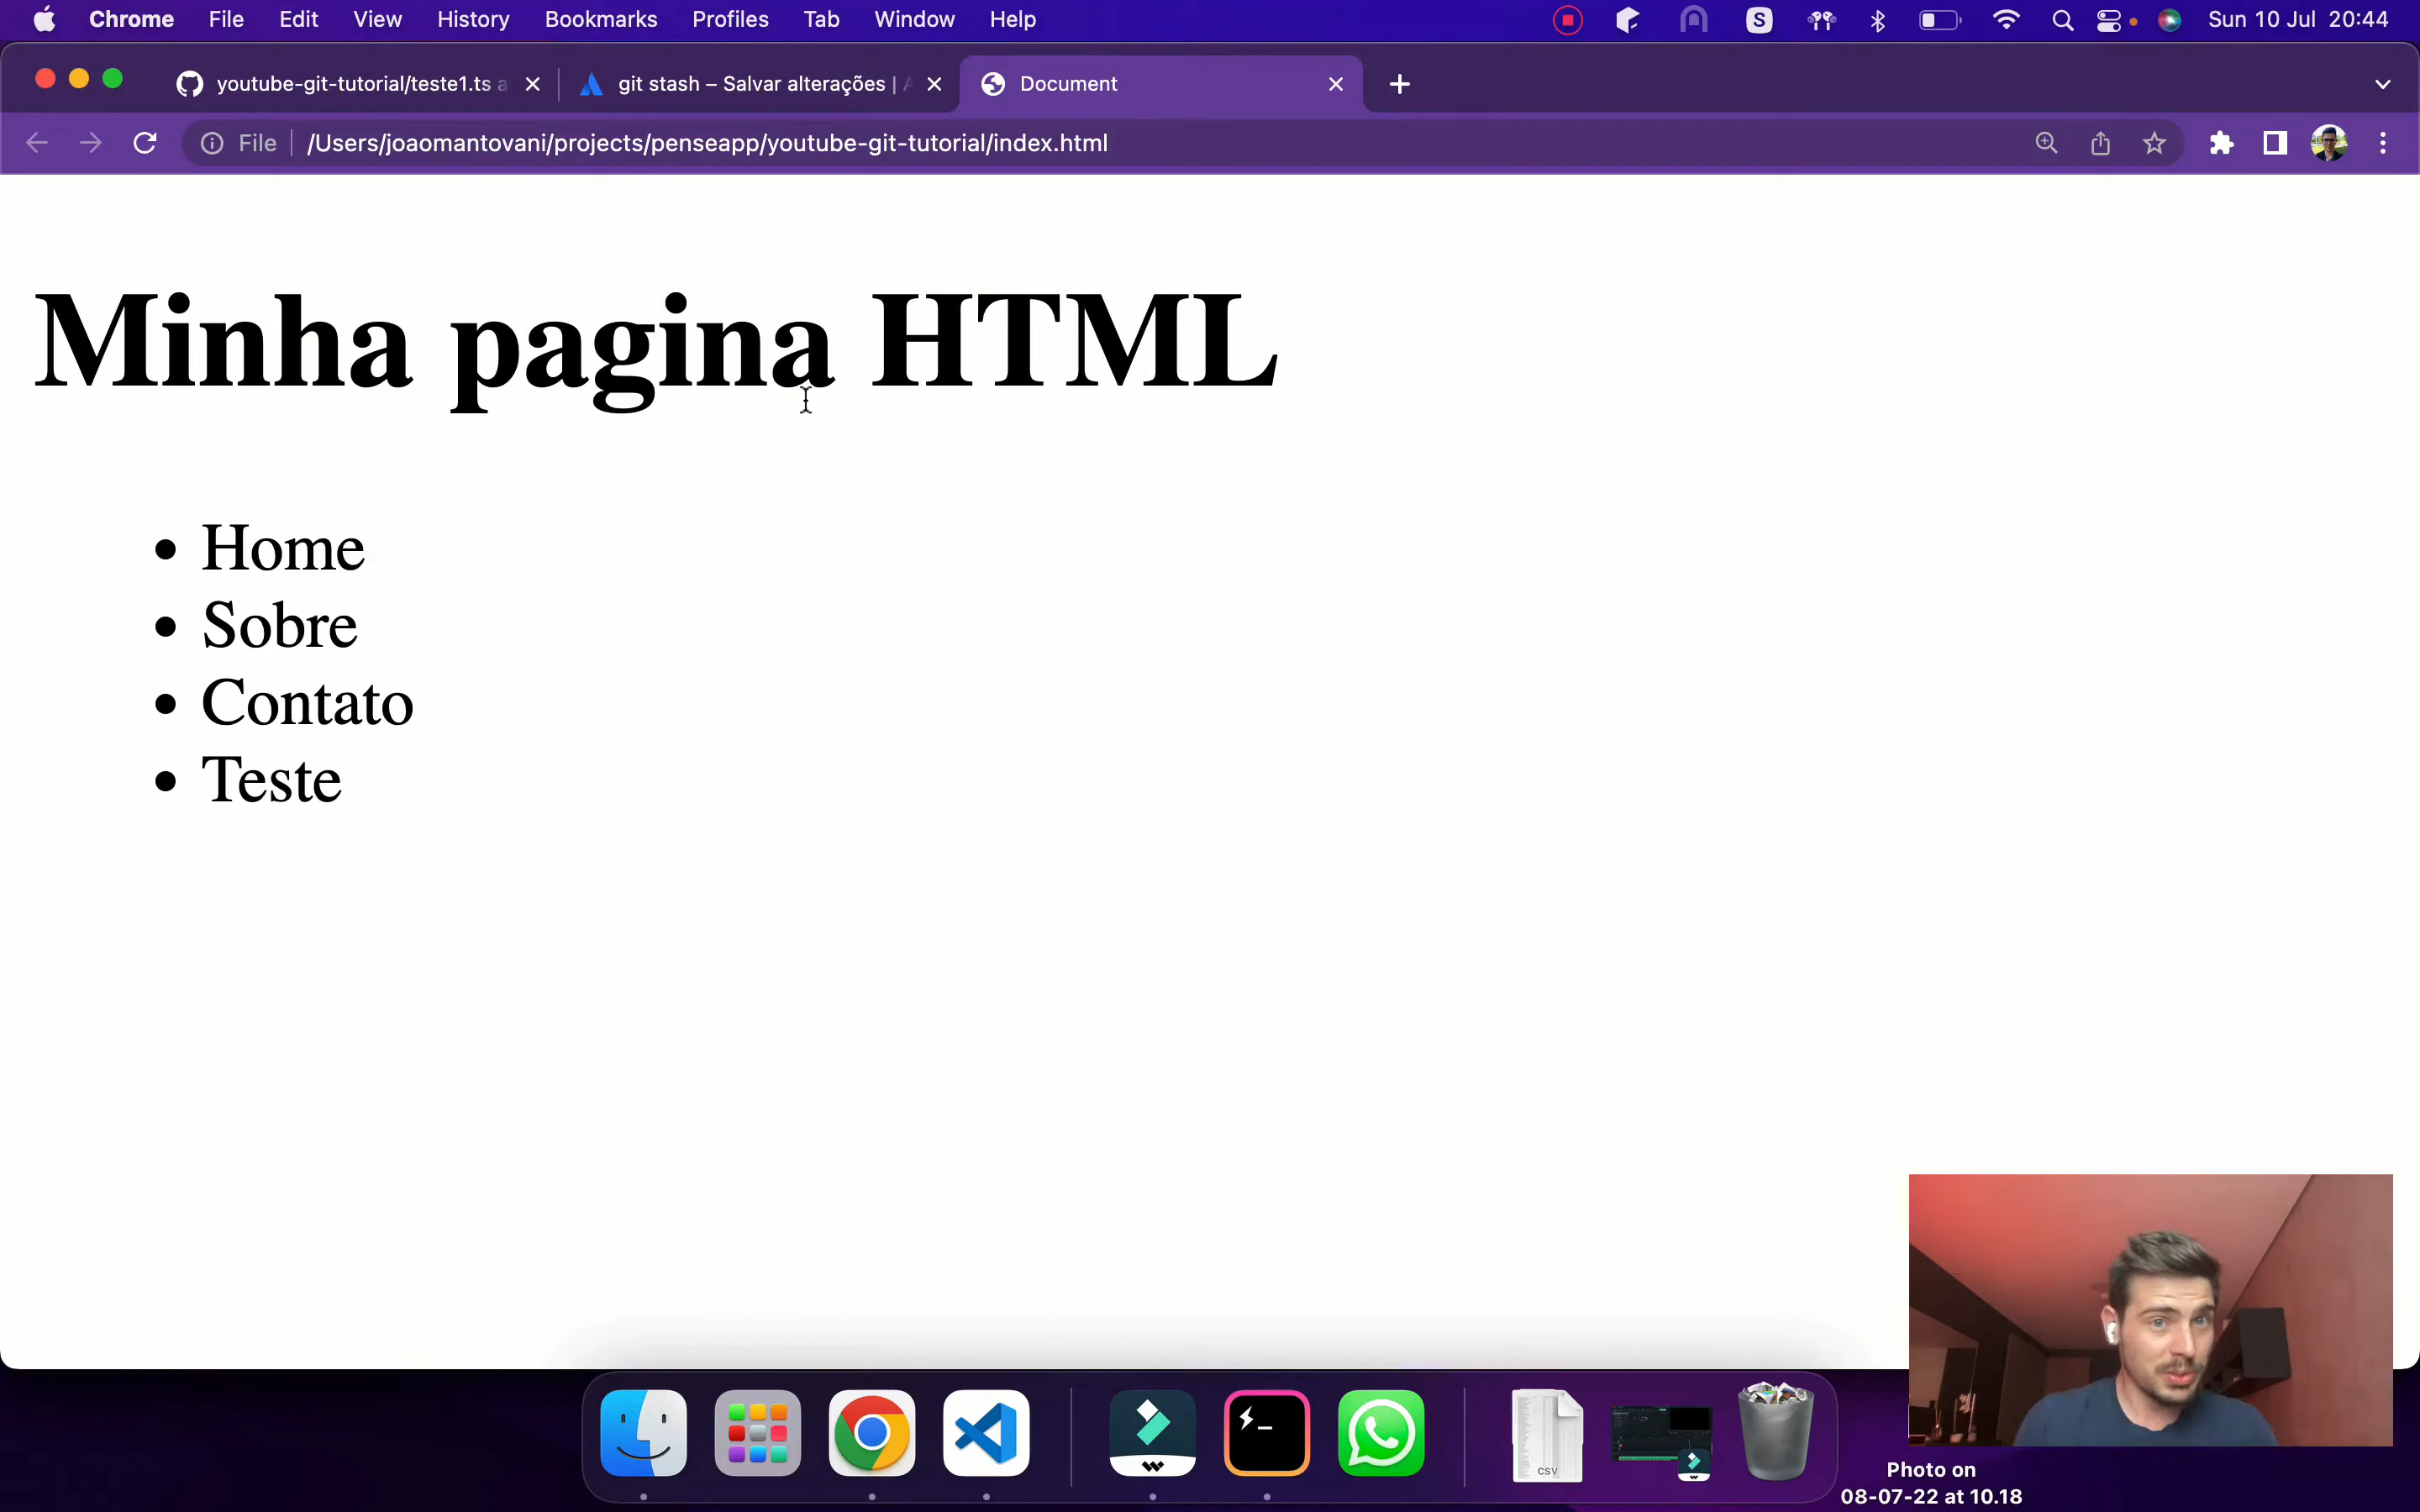 Chrome File Edit View History Bookmarks Profiles Tab Window Help S Sun 10 Jul 20:44
youtube-git-tutorial/teste1.ts a git stash – Salvar alterações | A Document
File /Users/joaomantovani/projects/penseapp/youtube-git-tutorial/index.html
Minha pagina HTML
• Home
• Sobre
• Contato
• Teste
CSV
Photo on
08-07-22 at 10.18